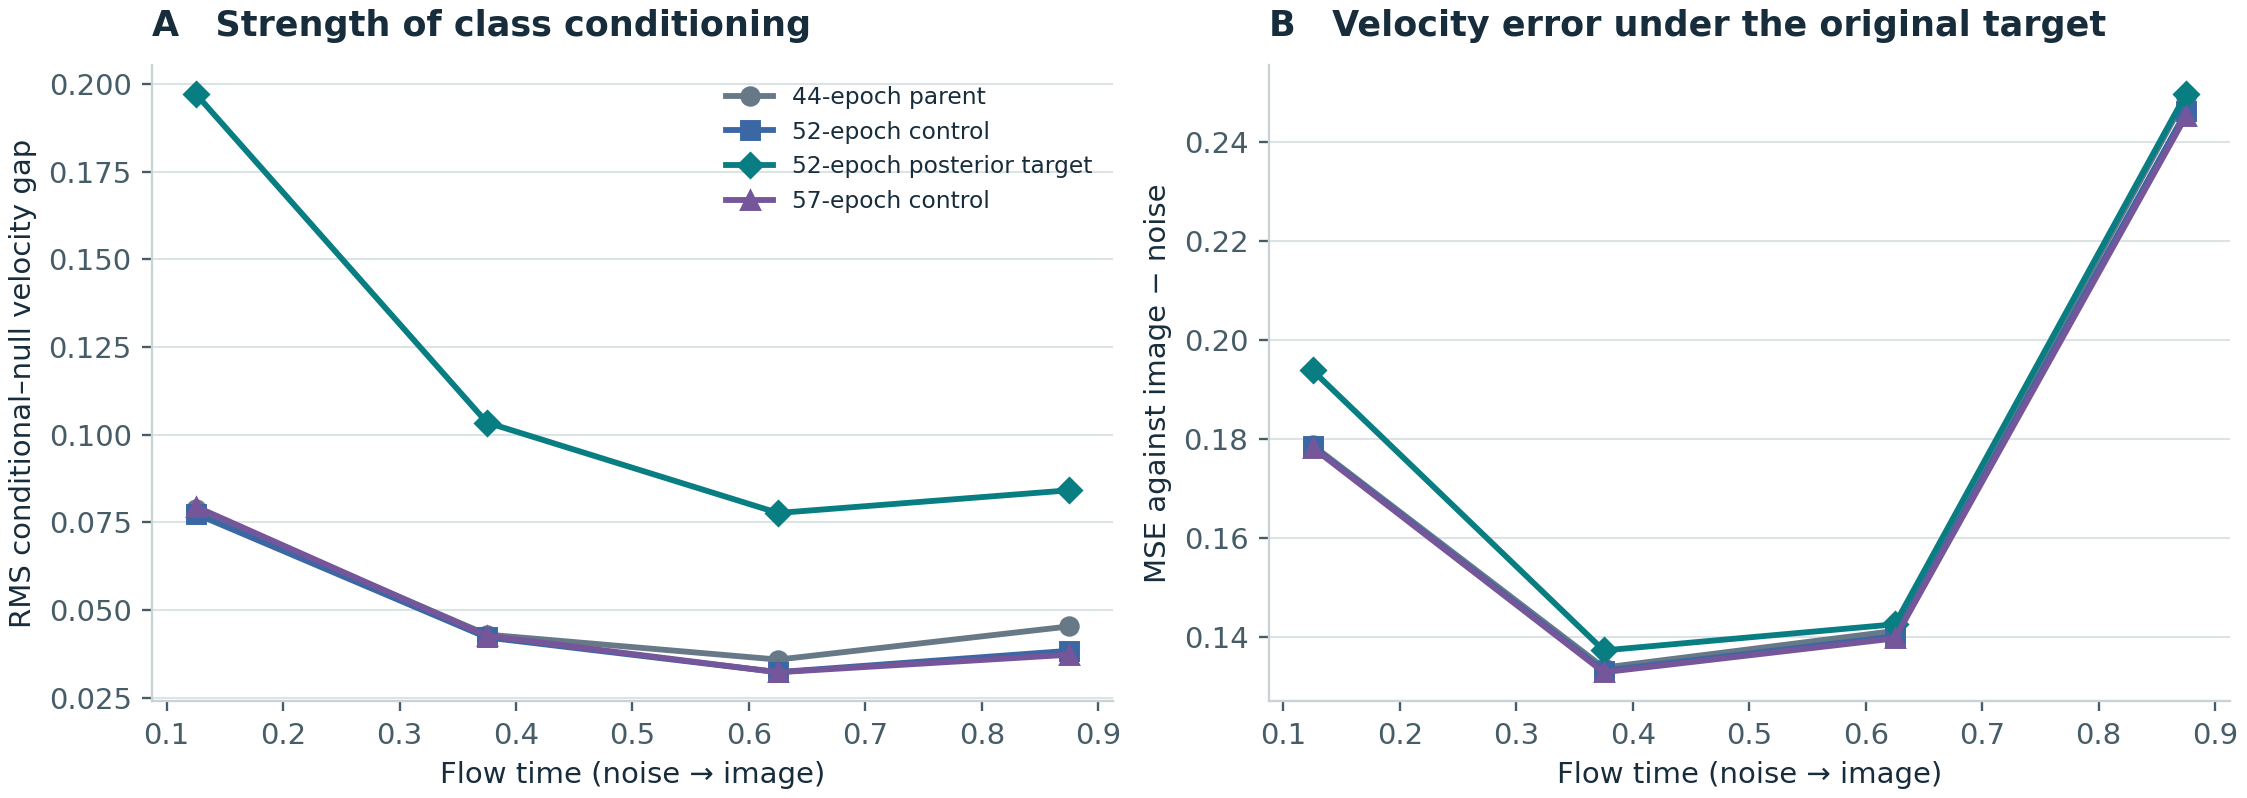 A Strength of class conditioning
RMS conditional–null velocity gap
0.200
0.175
0.150
0.125
0.100
0.075
0.050
0.025
44-epoch parent
52-epoch control
52-epoch posterior target
57-epoch control
0.1 0.2 0.3 0.4 0.5 0.6 0.7 0.8 0.9
Flow time (noise → image)
B Velocity error under the original target
MSE against image − noise
0.24
0.22
0.20
0.18
0.16
0.14
0.1 0.2 0.3 0.4 0.5 0.6 0.7 0.8 0.9
Flow time (noise → image)